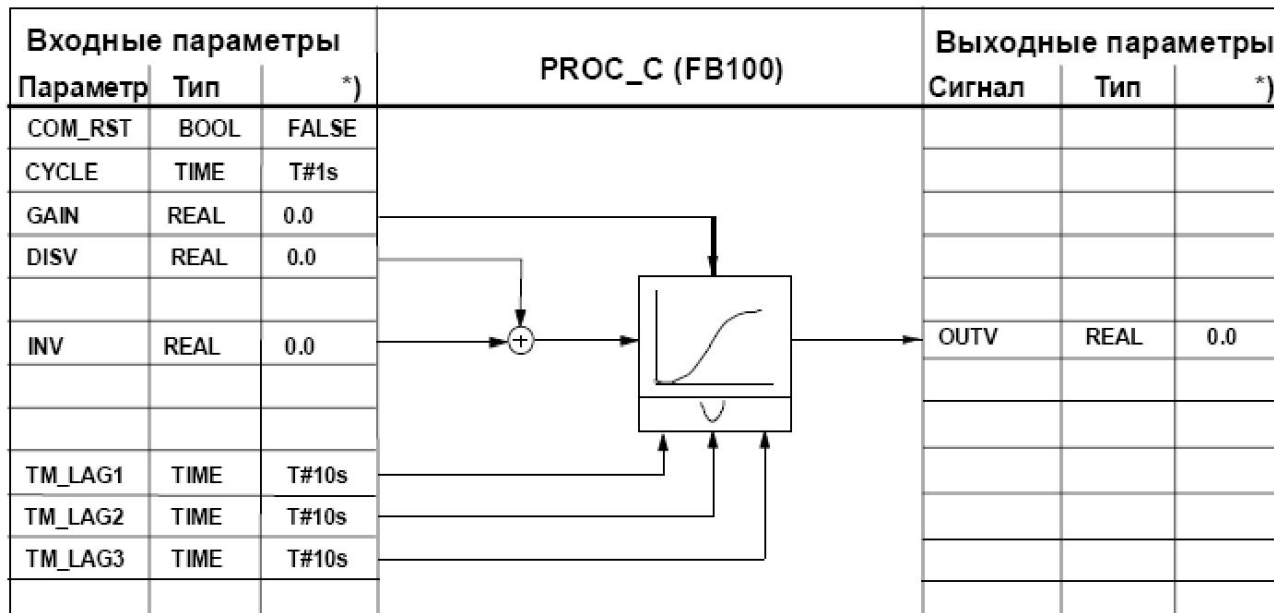 Входные параметры
PROC_C (FB100)
Выходные параметры
Параметр Тип *)
Сигнал Тип *)
COM_RST BOOL FALSE
CYCLE TIME T#1s
GAIN REAL 0.0
DISV REAL 0.0
INV REAL 0.0
+
OUTV REAL 0.0
TM_LAG1 TIME T#10s
TM_LAG2 TIME T#10s
TM_LAG3 TIME T#10s